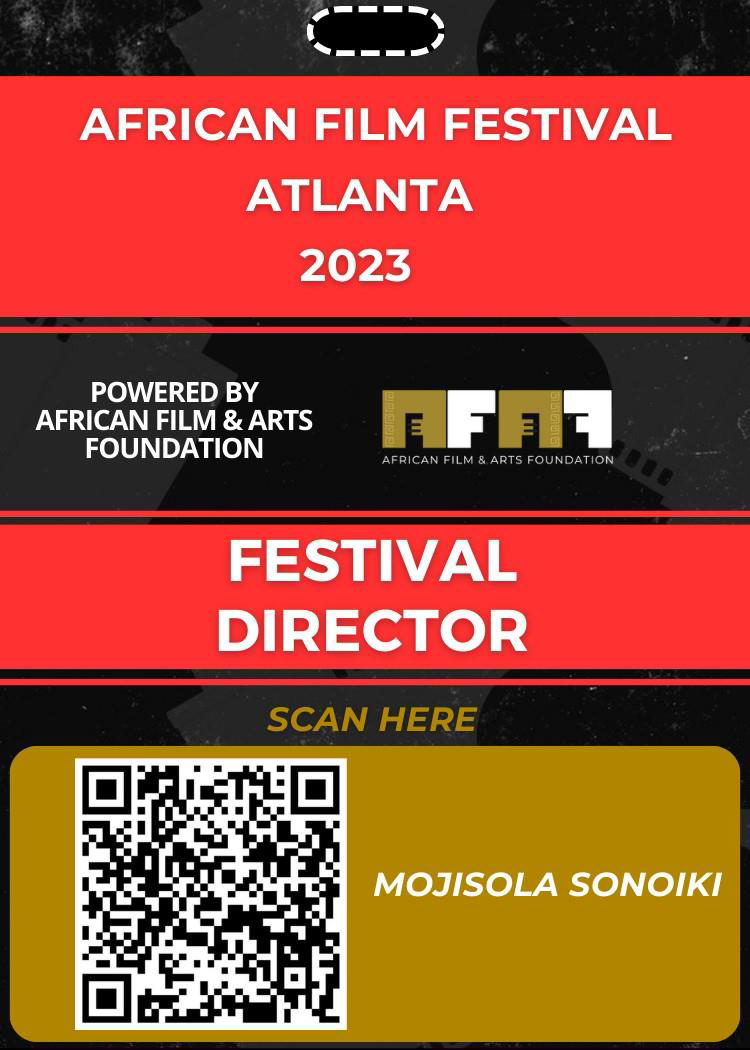 AFRICAN FILM FESTIVAL
ATLANTA
2023
POWERED BY
AFRICAN FILM & ARTS
FOUNDATION
AFAF
AFRICAN FILM & ARTS FOUNDATION
FESTIVAL
DIRECTOR
SCAN HERE
MOJISOLA SONOIKI